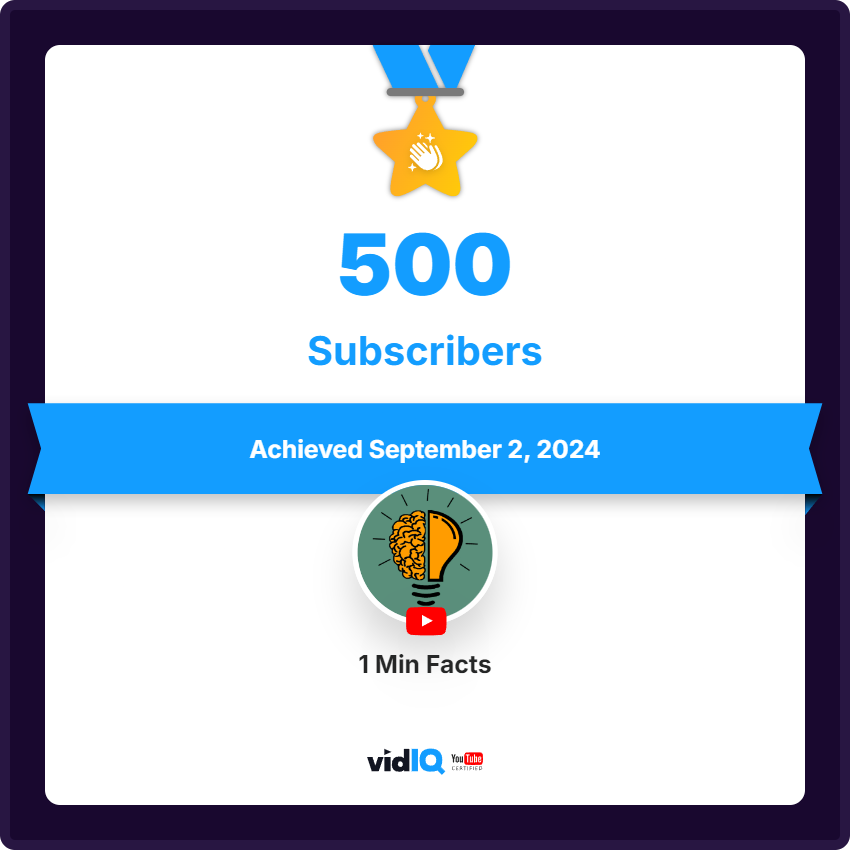 500
Subscribers
Achieved September 2, 2024
1 Min Facts
vidIQ YouTube
CERTIFIED